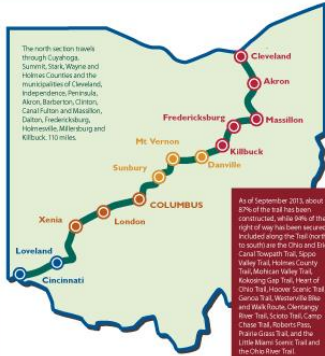 The north section travels
through Cuyahoga,
Summit, Stark, Wayne and
Holmes Counties and the
municipalities of Cleveland,
Independence, Peninsula,
Akron, Barberton, Clinton,
Canal Fulton and Massillon,
Dalton, Fredericksburg,
Holmesville, Millersburg and
Killbuck. 110 miles.
Cleveland
Akron
Massillon
Fredericksburg
Killbuck
Mt Vernon
Danville
Sunbury
COLUMBUS
London
Xenia
Loveland
Cincinnati
As of September 2013, about
87% of the trail has been
constructed, while 94% of the
right of way has been secured.
Included along the Trail (north
to south) are the Ohio and Erie
Canal Towpath Trail, Sippo
Valley Trail, Holmes County
Trail, Mohican Valley Trail,
Kokosing Gap Trail, Heart of
Ohio Trail, Hoover Scenic Trail
Genoa Trail, Westerville Bike
and Walk Route, Olentangy
River Trail, Scioto Trail, Camp
Chase Trail, Roberts Pass,
Prairie Grass Trail, and the
Little Miami Scenic Trail and
the Ohio River Trail.